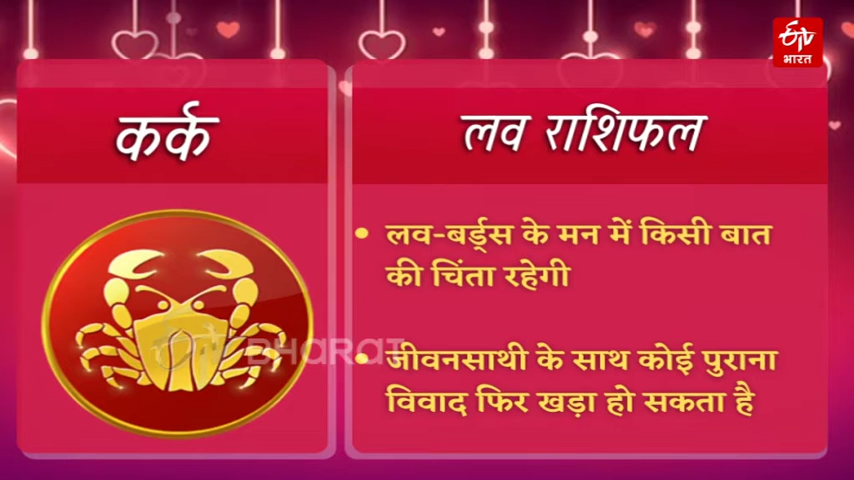 ETV
भारत
कर्क
लव राशिफल
• लव-बर्ड्स के मन में किसी बात
की चिंता रहेगी
• जीवनसाथी के साथ कोई पुराना
विवाद फिर खड़ा हो सकता है
BHARAT